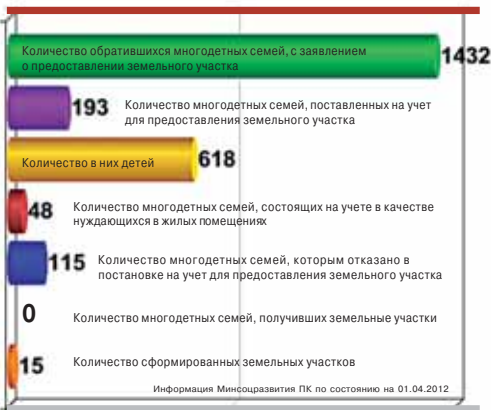 Количество обратившихся многодетных семей, с заявлением
о предоставлении земельного участка
1432
193
Количество многодетных семей, поставленных на учет
для предоставления земельного участка
Количество в них детей
618
48
Количество многодетных семей, состоящих на учете в качестве
нуждающихся в жилых помещениях
115
Количество многодетных семей, которым отказано в
постановке на учет для предоставления земельного участка
0
Количество многодетных семей, получивших земельные участки
15
Количество сформированных земельных участков
Информация Минсоцразвития ПК по состоянию на 01.04.2012